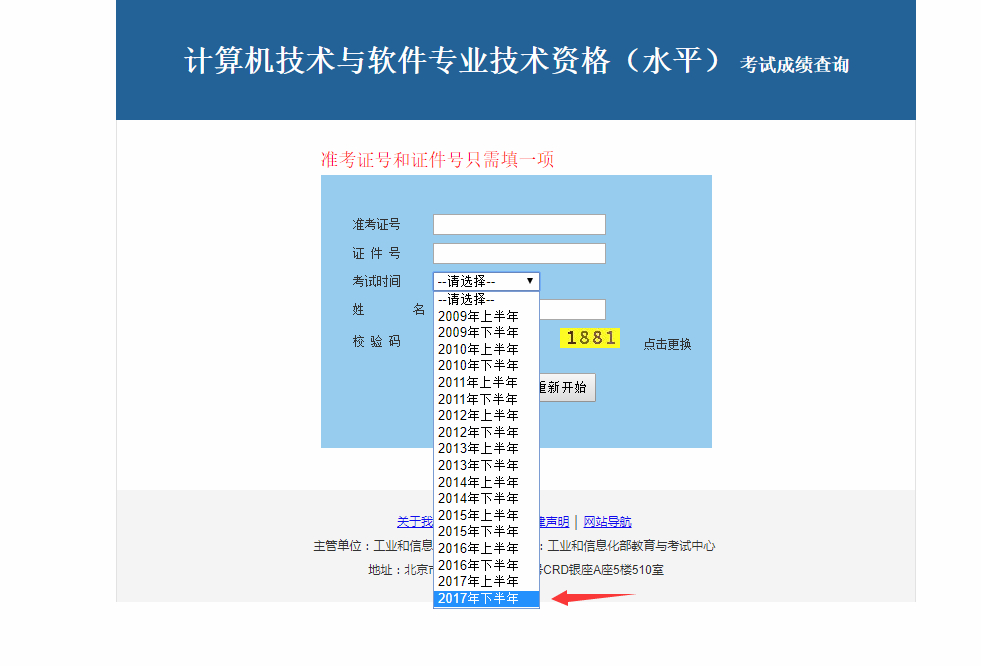 计算机技术与软件专业技术资格（水平） 考试成绩查询
准考证号和证件号只需填一项
准考证号
证 件 号
考试时间 --请选择--
姓 名
校 验 码 1881 点击更换
--请选择--
2009年上半年
2009年下半年
2010年上半年
2010年下半年
2011年上半年
2011年下半年
2012年上半年
2012年下半年
2013年上半年
2013年下半年
2014年上半年
2014年下半年
2015年上半年
2015年下半年
2016年上半年
2016年下半年
2017年上半年
2017年下半年
重新开始
关于我 声明 | 网站导航
主管单位：工业和信息 ：工业和信息化部教育与考试中心
地址：北京 号CRD银座A座5楼510室